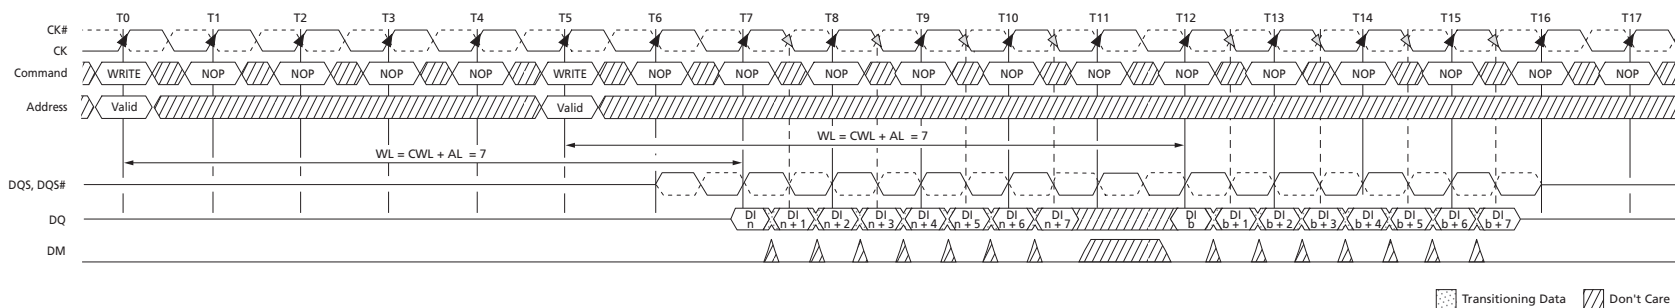 T0 T1 T2 T3 T4 T5 T6 T7 T8 T9 T10 T11 T12 T13 T14 T15 T16 T17
CK#
CK
Command WRITE NOP NOP NOP NOP WRITE NOP NOP NOP NOP NOP NOP NOP NOP NOP NOP NOP NOP
Address Valid Valid
WL = CWL + AL = 7
WL = CWL + AL = 7
DQS, DQS#
DQ DI n DI n + 1 DI n + 2 DI n + 3 DI n + 4 DI n + 5 DI n + 6 DI n + 7 DI b DI b + 1 DI b + 2 DI b + 3 DI b + 4 DI b + 5 DI b + 6 DI b + 7
DM
Transitioning Data Don't Care